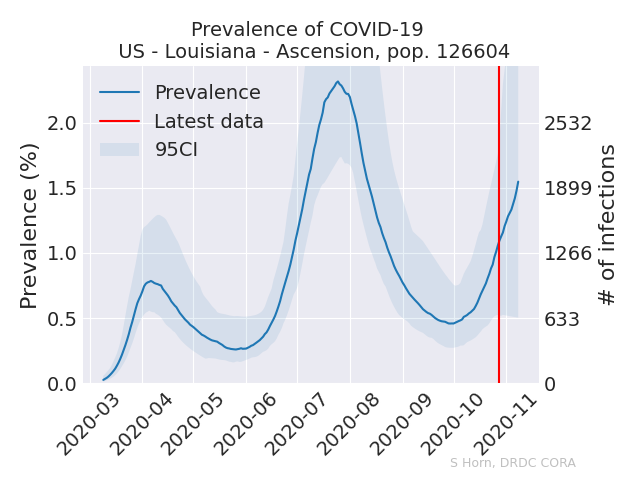 Prevalence of COVID-19
US - Louisiana - Ascension, pop. 126604
Prevalence
Latest data
95CI
Prevalence (%)
2.0
1.5
1.0
0.5
0.0
2532
1899
1266
633
0
# of infections
2020-03
2020-04
2020-05
2020-06
2020-07
2020-08
2020-09
2020-10
2020-11
S Horn, DRDC CORA